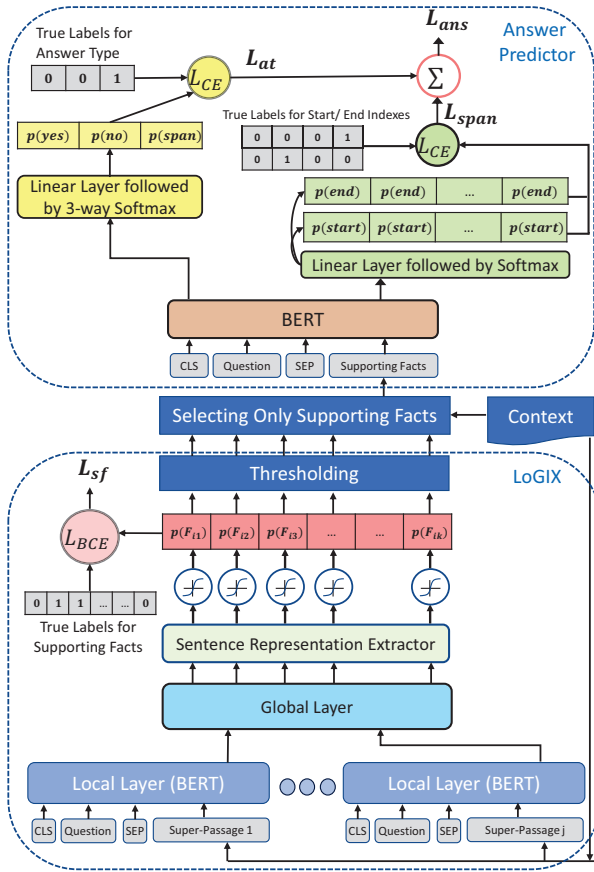 L_ans
Answer
Predictor
True Labels for
Answer Type
0 0 1
L_CE
L_at
Σ
L_span
True Labels for Start/ End Indexes
0 0 0 1
0 1 0 0
L_CE
p(yes) p(no) p(span)
Linear Layer followed
by 3-way Softmax
p(end) p(end) ... p(end)
p(start) p(start) ... p(start)
Linear Layer followed by Softmax
BERT
CLS Question SEP Supporting Facts
Selecting Only Supporting Facts
Context
Thresholding
LoGIX
L_sf
L_BCE
p(F_i1) p(F_i2) p(F_i3) ... ... p(F_ik)
0 1 1 ... ... 0
True Labels for
Supporting Facts
Sentence Representation Extractor
Global Layer
Local Layer (BERT) Local Layer (BERT)
CLS Question SEP Super-Passage 1 CLS Question SEP Super-Passage j